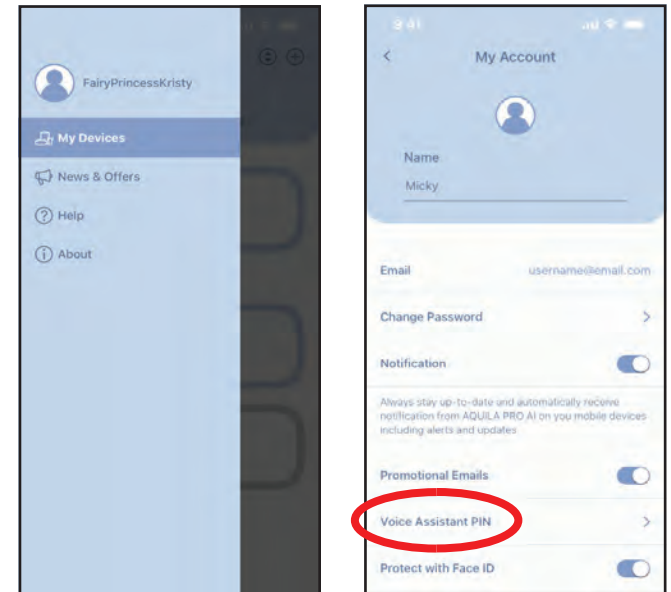 FairyPrincessKristy
My Devices
News & Offers
Help
About
9:41
My Account
Name
Micky
Email
username@email.com
Change Password
Notification
Always stay up-to-date and automatically receive
notification from AQUILA PRO AI on you mobile devices
including alerts and updates
Promotional Emails
Voice Assistant PIN
Protect with Face ID